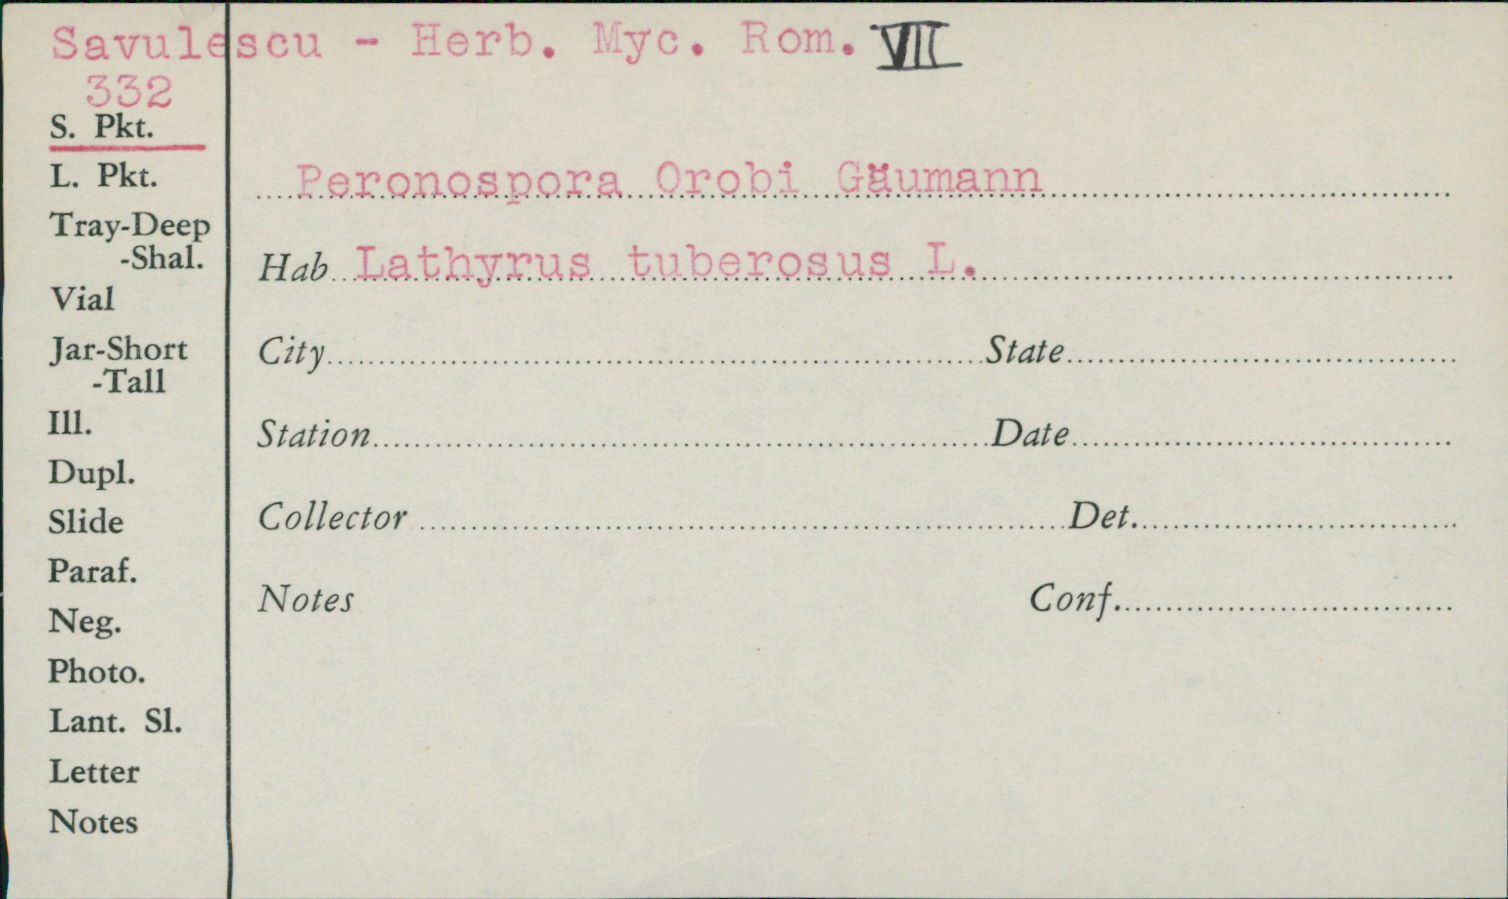 Savulescu - Herb. Myc. Rom. VII
332
S. Pkt.
L. Pkt.
Tray-Deep
-Shal.
Vial
Jar-Short
-Tall
Ill.
Dupl.
Slide
Paraf.
Neg.
Photo.
Lant. Sl.
Letter
Notes
Peronospora Orobi Gäumann
Hab Lathyrus tuberosus L.
City State
Station Date
Collector Det.
Notes Conf.